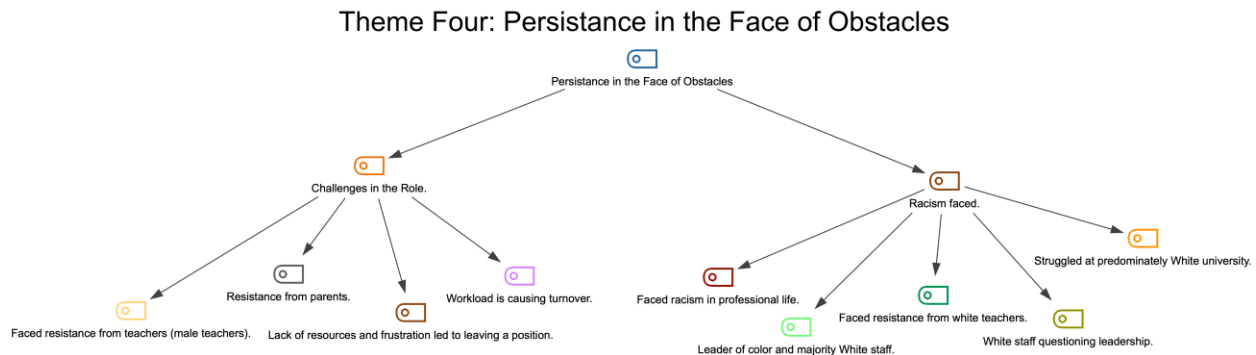 Theme Four: Persistance in the Face of Obstacles
Persistance in the Face of Obstacles
Challenges in the Role.
Racism faced.
Faced resistance from teachers (male teachers).
Resistance from parents.
Lack of resources and frustration led to leaving a position.
Workload is causing turnover.
Faced racism in professional life.
Leader of color and majority White staff.
Faced resistance from white teachers.
White staff questioning leadership.
Struggled at predominately White university.